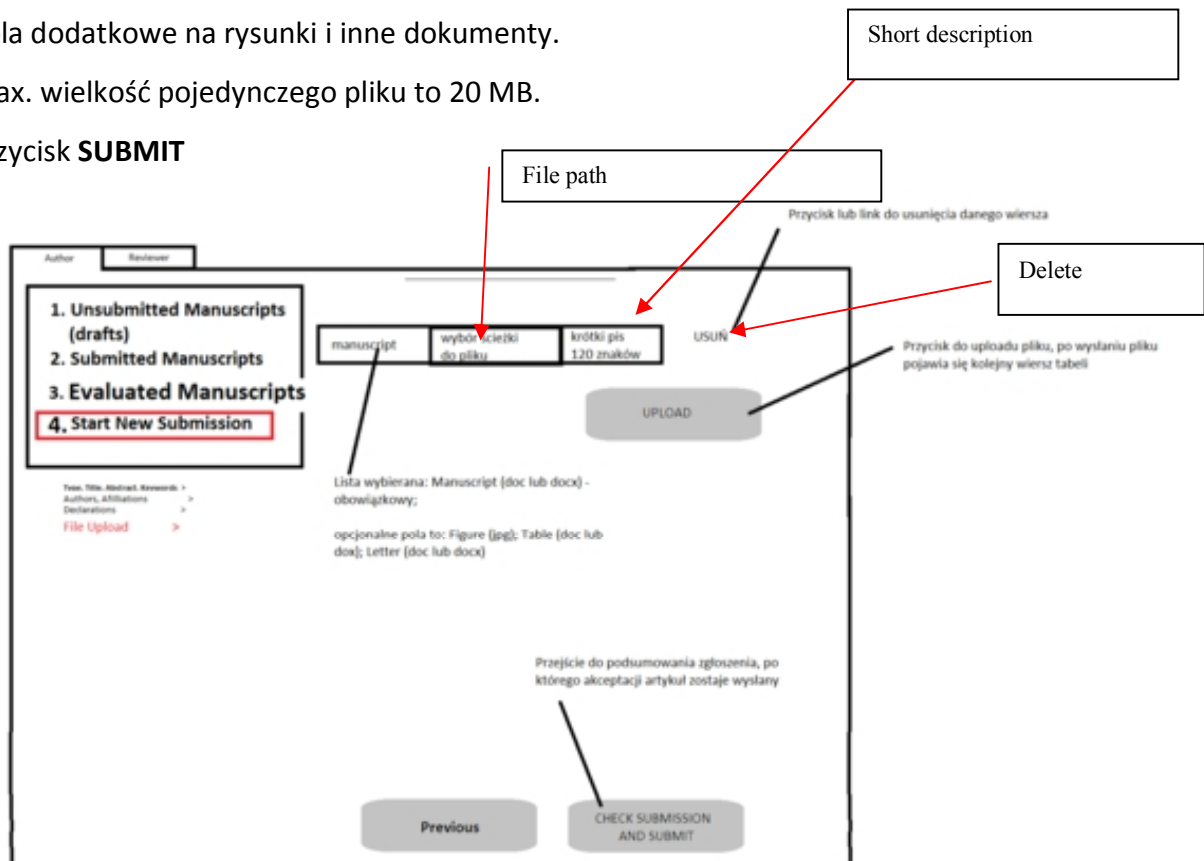 la dodatkowe na rysunki i inne dokumenty.
ax. wielkość pojedynczego pliku to 20 MB.
zycisk SUBMIT
Short description
File path
Przycisk lub link do usunięcia danego wiersza
Delete
Author
Reviewer
1. Unsubmitted Manuscripts
(drafts)
2. Submitted Manuscripts
3. Evaluated Manuscripts
4. Start New Submission
manuscript
wybór ścieżki
do pliku
krótki pis
120 znaków
USUŃ
Przycisk do uploadu pliku, po wysłaniu pliku
pojawia się kolejny wiersz tabeli
UPLOAD
Lista wybierana: Manuscript (doc lub docx) -
obowiązkowy;
opcjonalne pola to: Figure (jpg); Table (doc lub
dox); Letter (doc lub docx)
Title. Abstract. Keywords >
Authors, Afiliations >
Declarations >
File Upload >
Przejście do podsumowania zgłoszenia, po
którego akceptacji artykuł zostaje wysłany
Previous
CHECK SUBMISSION
AND SUBMIT